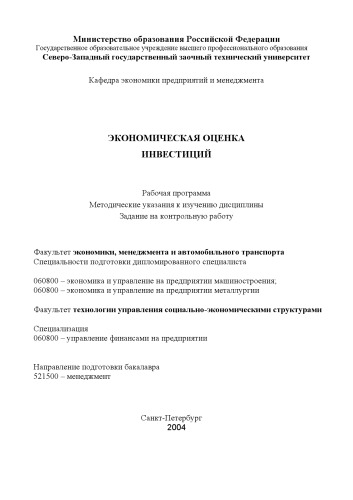 Министерство образования Российской Федерации
Государственное образовательное учреждение высшего профессионального образования
Северо-Западный государственный заочный технический университет
Кафедра экономики предприятий и менеджмента
ЭКОНОМИЧЕСКАЯ ОЦЕНКА
ИНВЕСТИЦИЙ
Рабочая программа
Методические указания к изучению дисциплины
Задание на контрольную работу
Факультет экономики, менеджмента и автомобильного транспорта
Специальности подготовки дипломированного специалиста
060800 – экономика и управление на предприятии машиностроения;
060800 – экономика и управление на предприятии металлургии
Факультет технологии управления социально-экономическими структурами
Специализация
060800 – управление финансами на предприятии
Направление подготовки бакалавра
521500 – менеджмент
Санкт-Петербург
2004